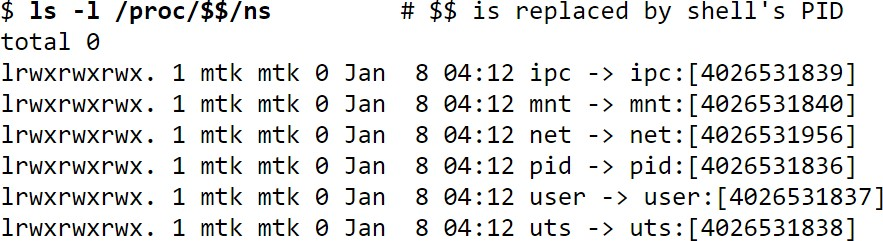 $ ls -l /proc/$$/ns         # $$ is replaced by shell's PID
total 0
lrwxrwxrwx. 1 mtk mtk 0 Jan  8 04:12 ipc -> ipc:[4026531839]
lrwxrwxrwx. 1 mtk mtk 0 Jan  8 04:12 mnt -> mnt:[4026531840]
lrwxrwxrwx. 1 mtk mtk 0 Jan  8 04:12 net -> net:[4026531956]
lrwxrwxrwx. 1 mtk mtk 0 Jan  8 04:12 pid -> pid:[4026531836]
lrwxrwxrwx. 1 mtk mtk 0 Jan  8 04:12 user -> user:[4026531837]
lrwxrwxrwx. 1 mtk mtk 0 Jan  8 04:12 uts -> uts:[4026531838]